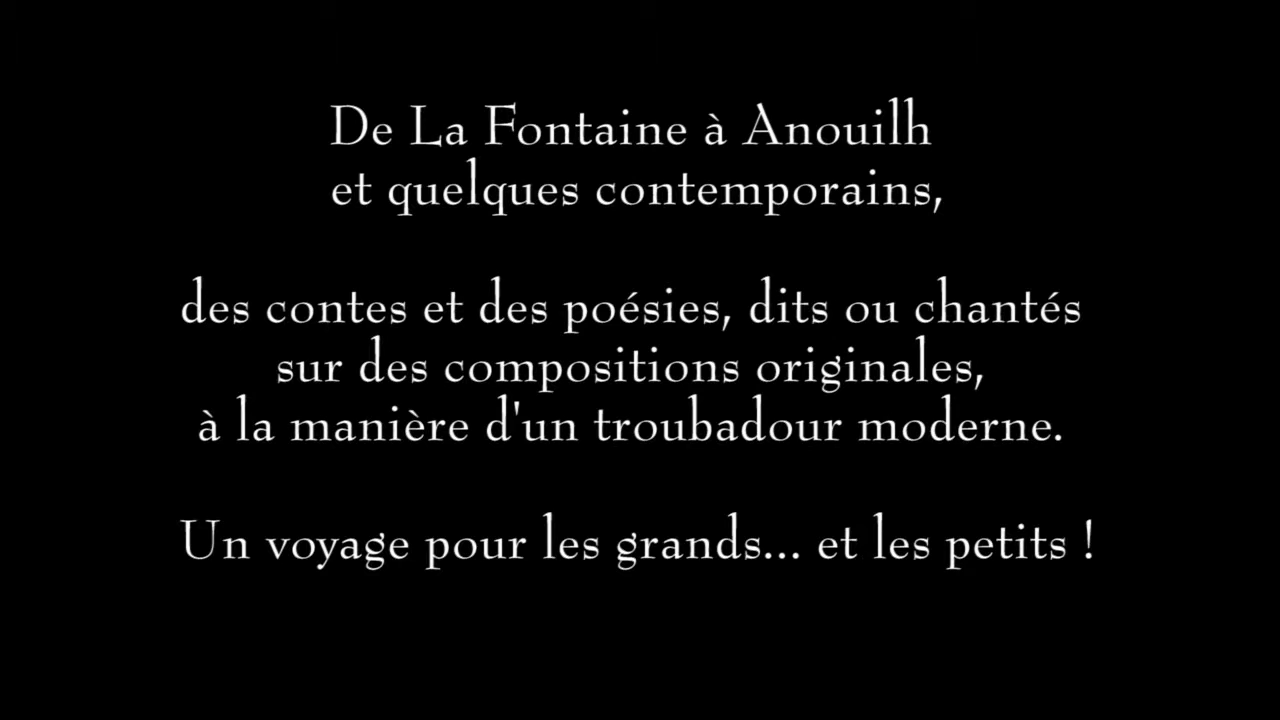 De La Fontaine à Anouilh
et quelques contemporains,
des contes et des poésies, dits ou chantés
sur des compositions originales,
à la manière d'un troubadour moderne.
Un voyage pour les grands... et les petits !